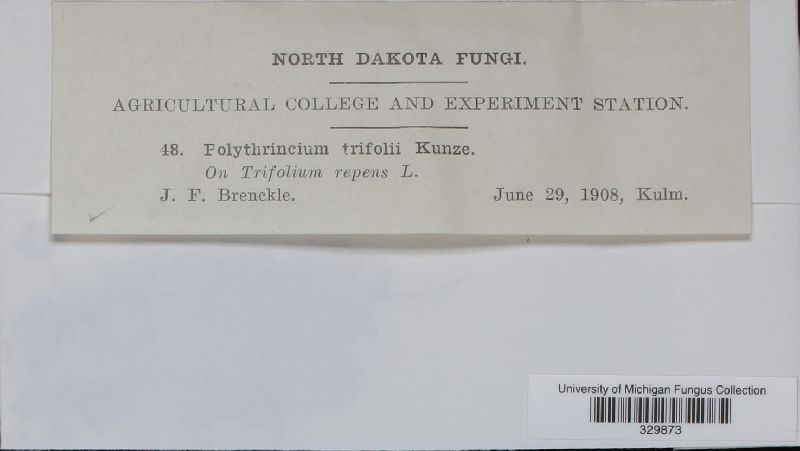 NORTH DAKOTA FUNGI.
AGRICULTURAL COLLEGE AND EXPERIMENT STATION.
48. Polythrincium trifolii Kunze.
On Trifolium repens L.
J. F. Brenckle. June 29, 1908, Kulm.
University of Michigan Fungus Collection
329873